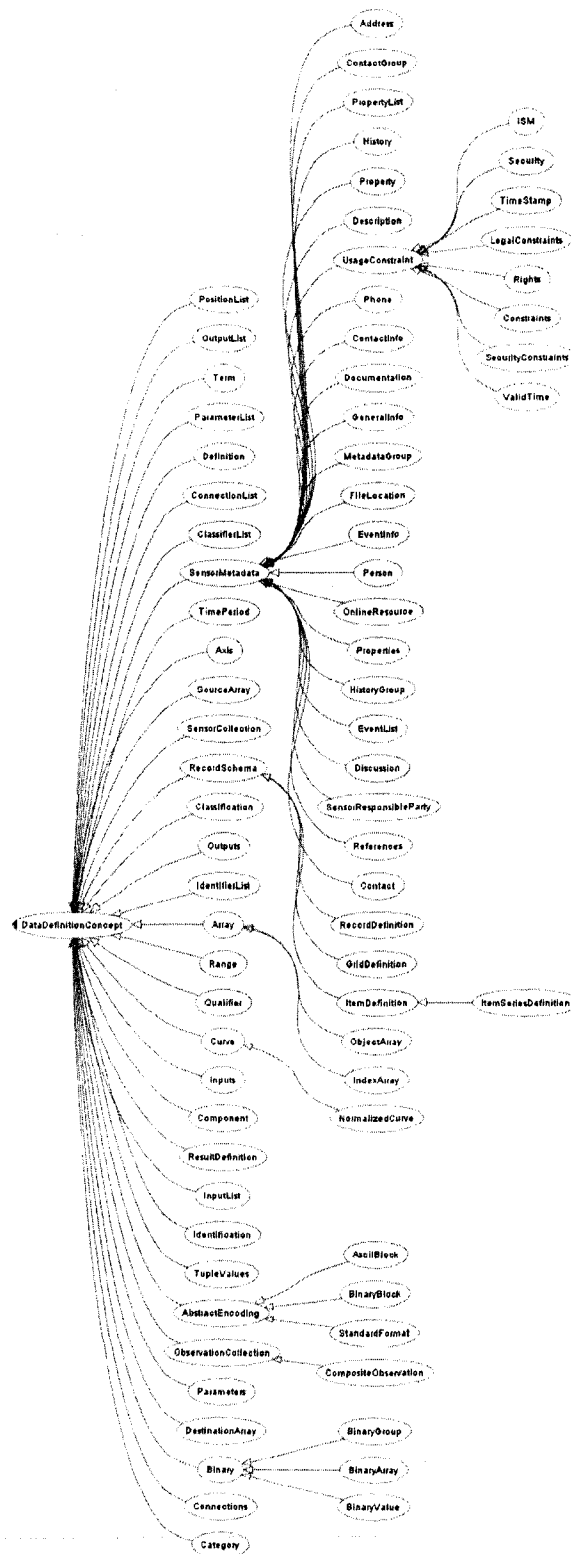 Address
ContactGroup
PropertyList
History
Property
Description
UsageConstraint
Phone
ContactInfo
Documentation
GeneralInfo
MetadataGroup
FileLocation
EventInfo
Person
OnlineResource
Properties
HistoryGroup
EventList
Discussion
SensorResponsibleParty
References
Contact
RecordDefinition
GridDefinition
ItemDefinition
ObjectArray
IndexArray
NormalizedCurve
AsciiBlock
BinaryBlock
StandardFormat
CompositeObservation
BinaryGroup
BinaryArray
BinaryValue
ISM
Security
TimeStamp
LegalConstraints
Rights
Constraints
SecurityConstraints
ValidTime
ItemSeriesDefinition
PositionList
OutputList
Term
ParameterList
Definition
ConnectionList
ClassifierList
SensorMetadata
TimePeriod
Axis
SourceArray
SensorCollection
RecordSchema
Classification
Outputs
IdentifierList
Array
Range
Qualifier
Curve
Inputs
Component
ResultDefinition
InputList
Identification
TupleValues
AbstractEncoding
ObservationCollection
Parameters
DestinationArray
Binary
Connections
Category
DataDefinitionConcept